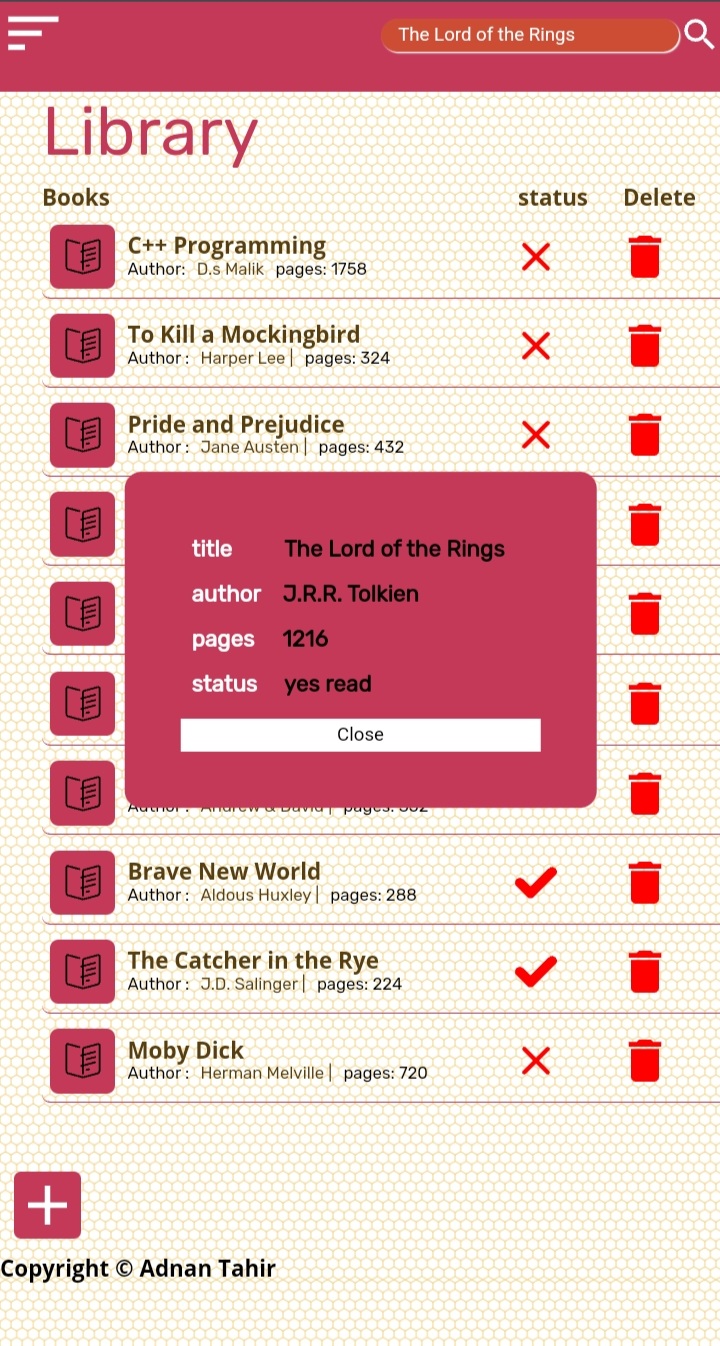 The Lord of the Rings
Library
Books status Delete
C++ Programming
Author: D.s Malik pages: 1758
To Kill a Mockingbird
Author : Harper Lee | pages: 324
Pride and Prejudice
Author : Jane Austen | pages: 432
title The Lord of the Rings
author J.R.R. Tolkien
pages 1216
status yes read
Close
Author : Andrew & David | pages:
Brave New World
Author : Aldous Huxley | pages: 288
The Catcher in the Rye
Author : J.D. Salinger | pages: 224
Moby Dick
Author : Herman Melville | pages: 720
Copyright © Adnan Tahir